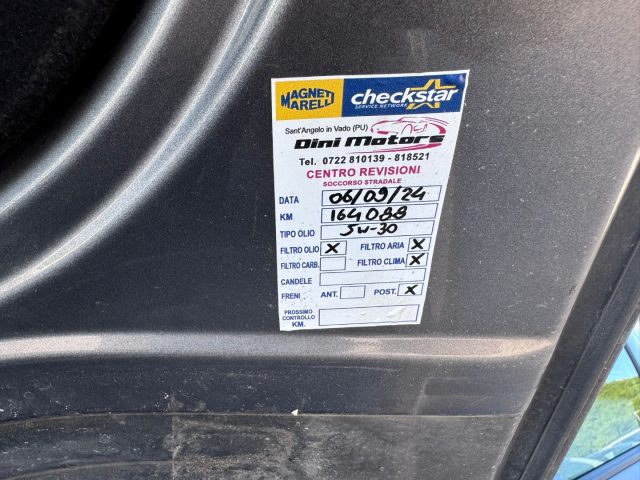 MAGNETI MARELLI
checkstar
SERVICE NETWORK
Sant'Angelo in Vado (PU)
Dini Motors
Tel. 0722 810139 - 818521
CENTRO REVISIONI
SOCCORSO STRADALE
DATA 06/09/24
KM 164088
TIPO OLIO 5W-30
FILTRO OLIO X FILTRO ARIA X
FILTRO CARB. FILTRO CLIMA X
CANDELE
FRENI ANT. POST. X
PROSSIMO
CONTROLLO
KM.